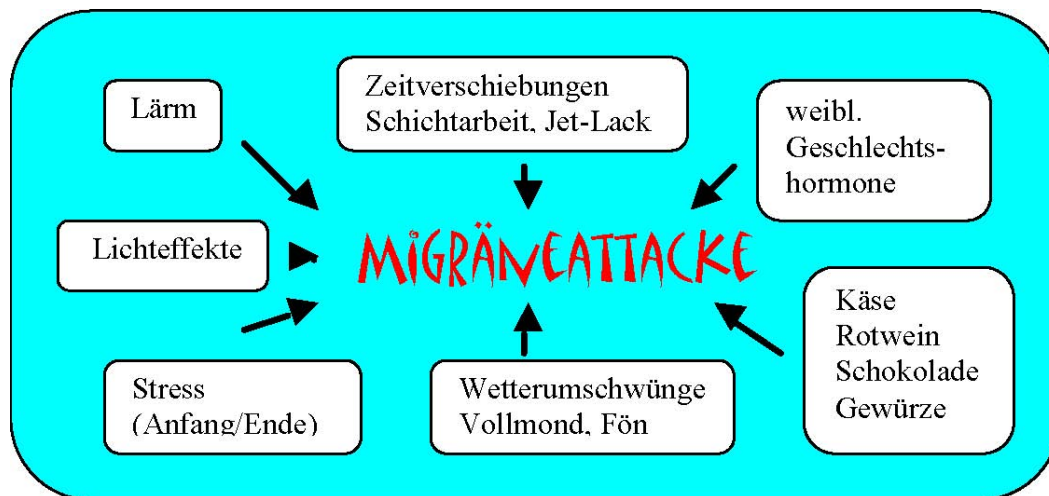 Lärm
Zeitverschiebungen
Schichtarbeit, Jet-Lack
weibl.
Geschlechts-
hormone
Lichteffekte
MIGRÄNEATTACKE
Käse
Rotwein
Schokolade
Gewürze
Stress
(Anfang/Ende)
Wetterumschwünge
Vollmond, Fön